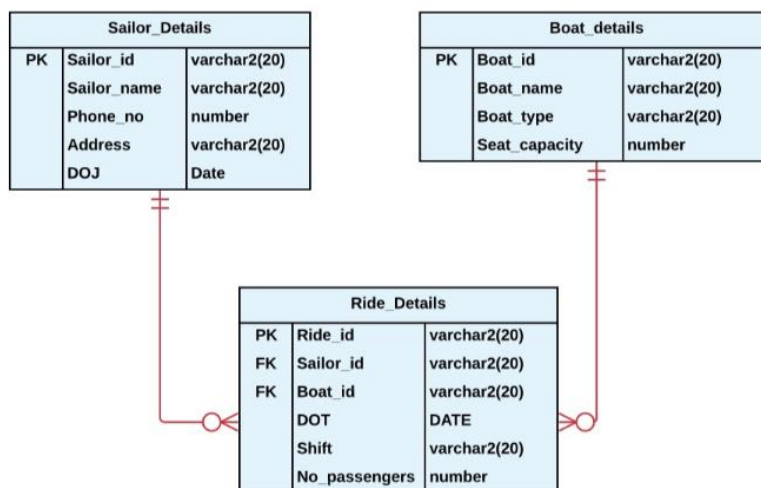 Sailor_Details
PK Sailor_id varchar2(20)
Sailor_name varchar2(20)
Phone_no number
Address varchar2(20)
DOJ Date
Boat_details
PK Boat_id varchar2(20)
Boat_name varchar2(20)
Boat_type varchar2(20)
Seat_capacity number
Ride_Details
PK Ride_id varchar2(20)
FK Sailor_id varchar2(20)
FK Boat_id varchar2(20)
DOT DATE
Shift varchar2(20)
No_passengers number